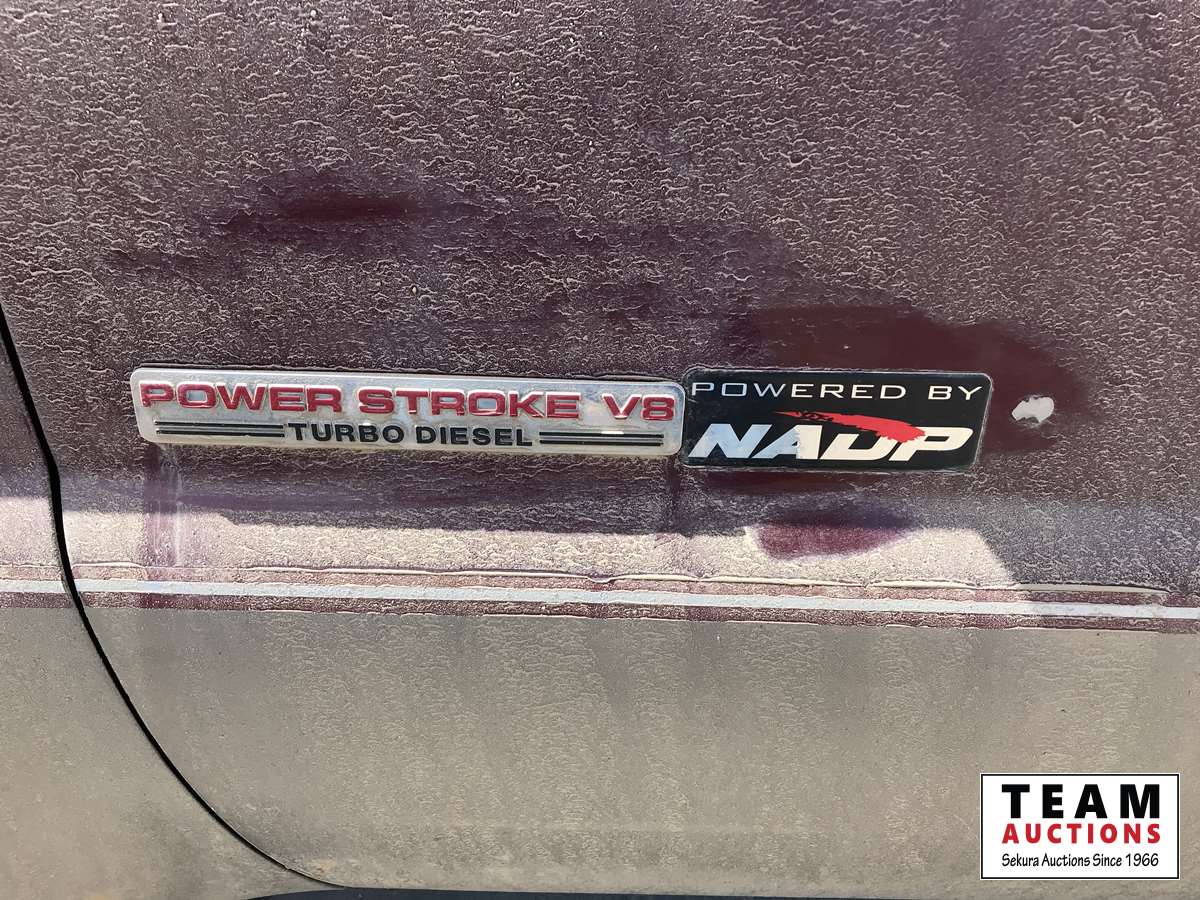 POWER STROKE V8
TURBO DIESEL
POWERED BY
NADP
TEAM
AUCTIONS
Sekura Auctions Since 1966